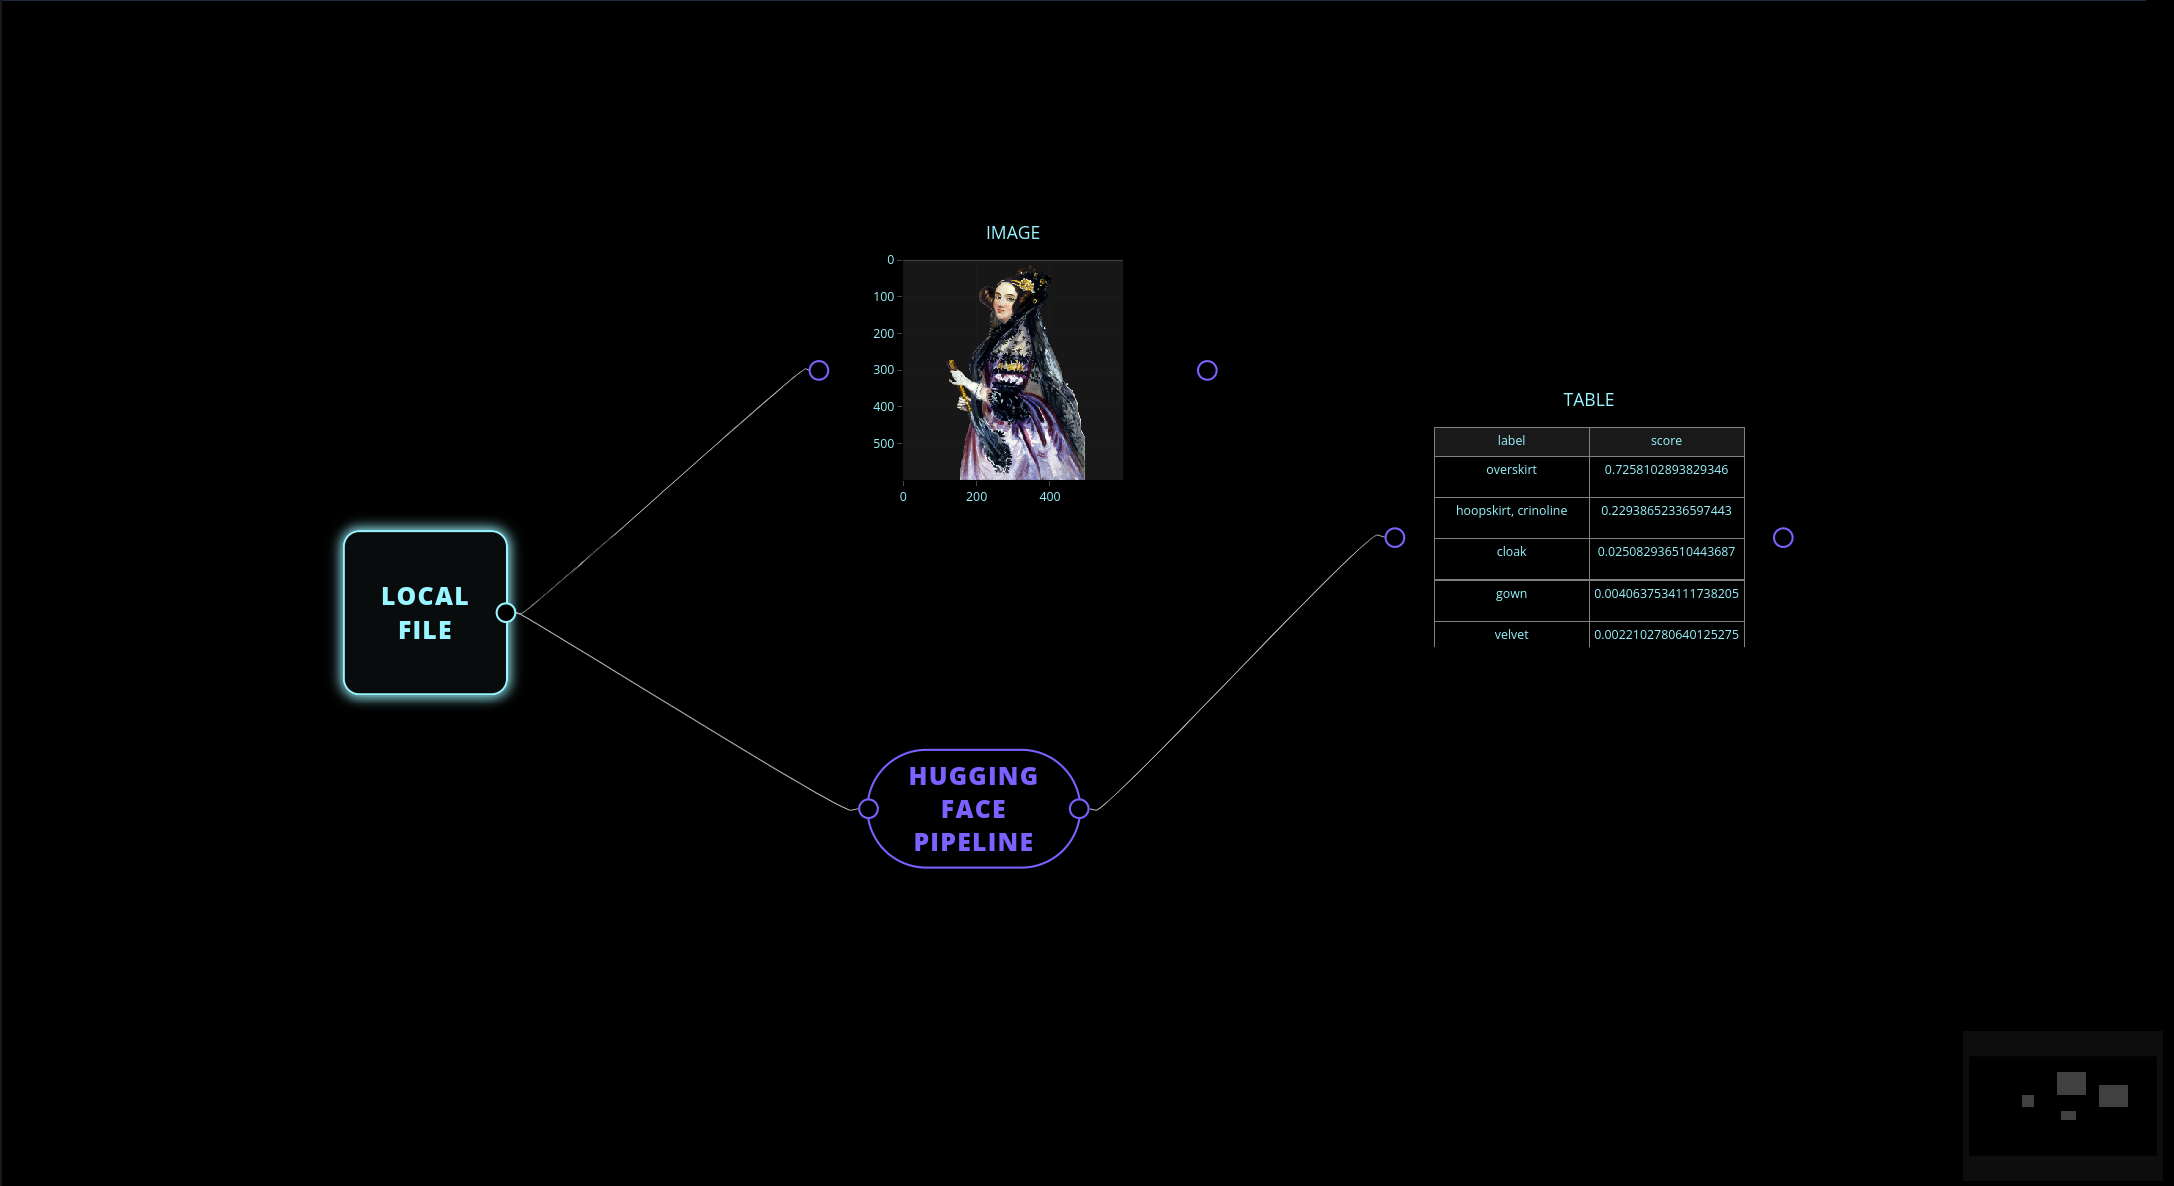 IMAGE
0
100
200
300
400
500
0 200 400
LOCAL
FILE
HUGGING
FACE
PIPELINE
TABLE
label score
overskirt 0.7258102893829346
hoopskirt, crinoline 0.22938652336597443
cloak 0.025082936510443687
gown 0.0040637534111738205
velvet 0.0022102780640125275